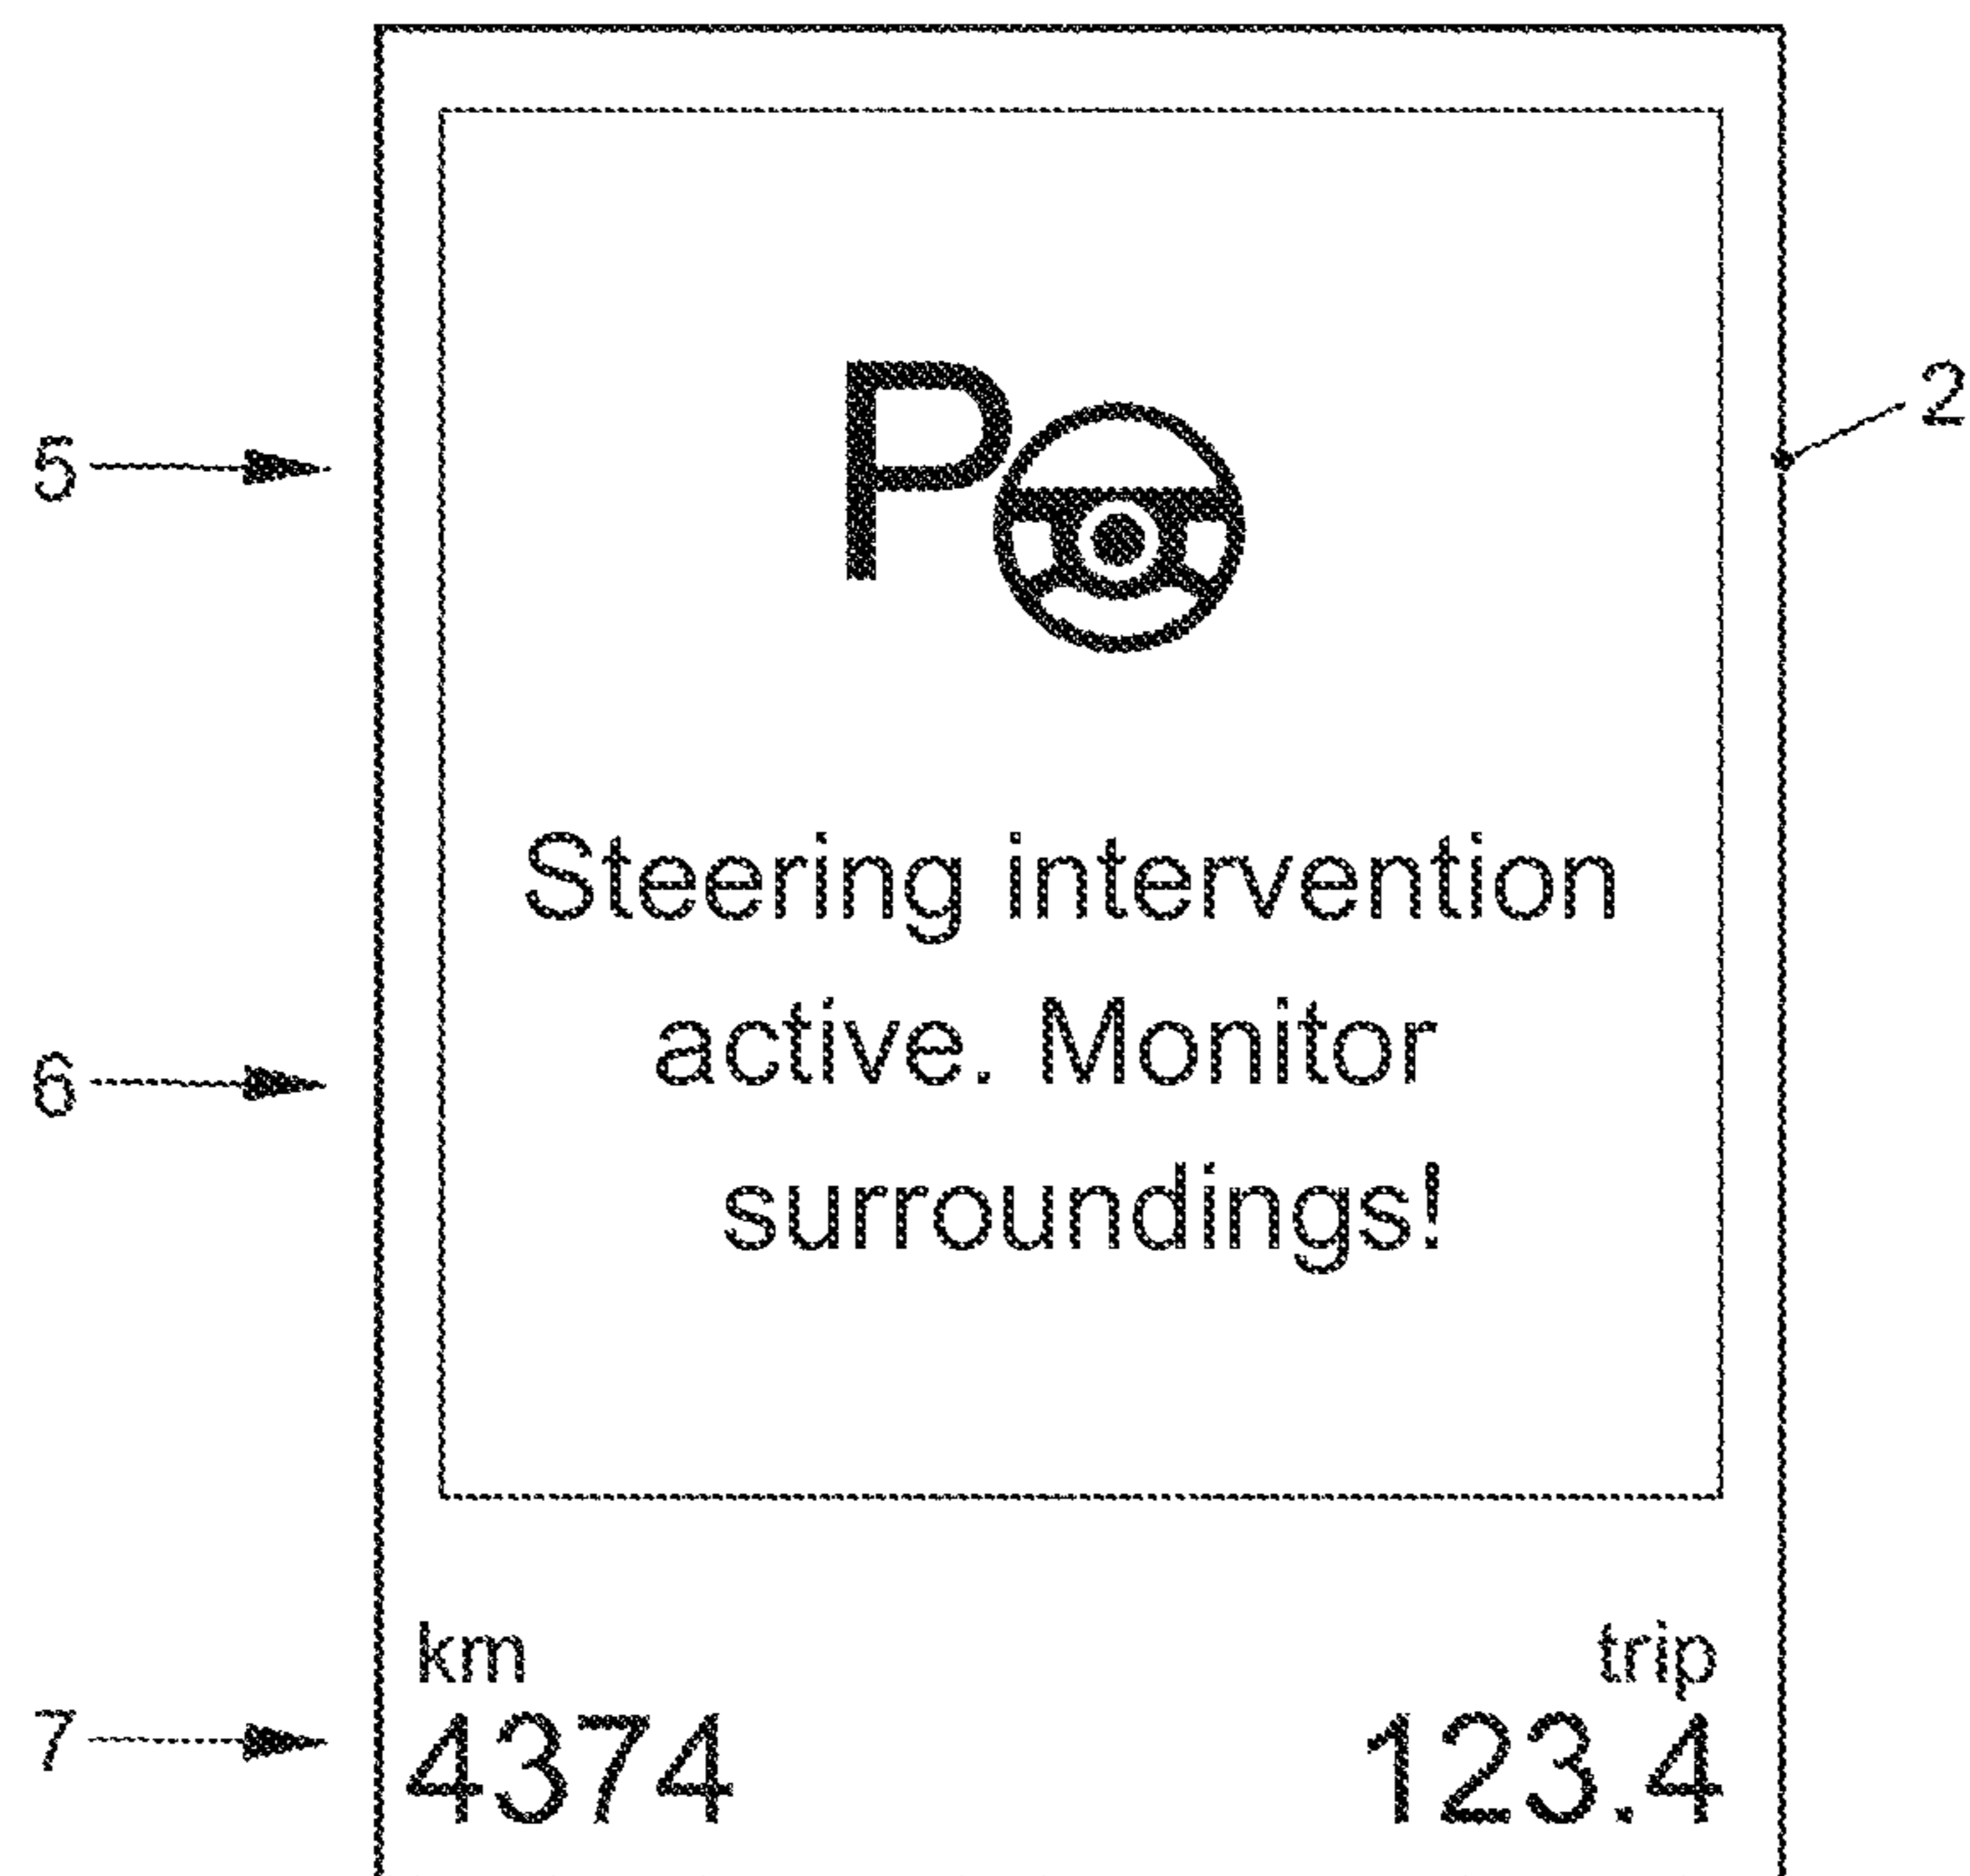 P
2
5
Steering intervention
active. Monitor
6
surroundings!
km trip
7
4374 123.4